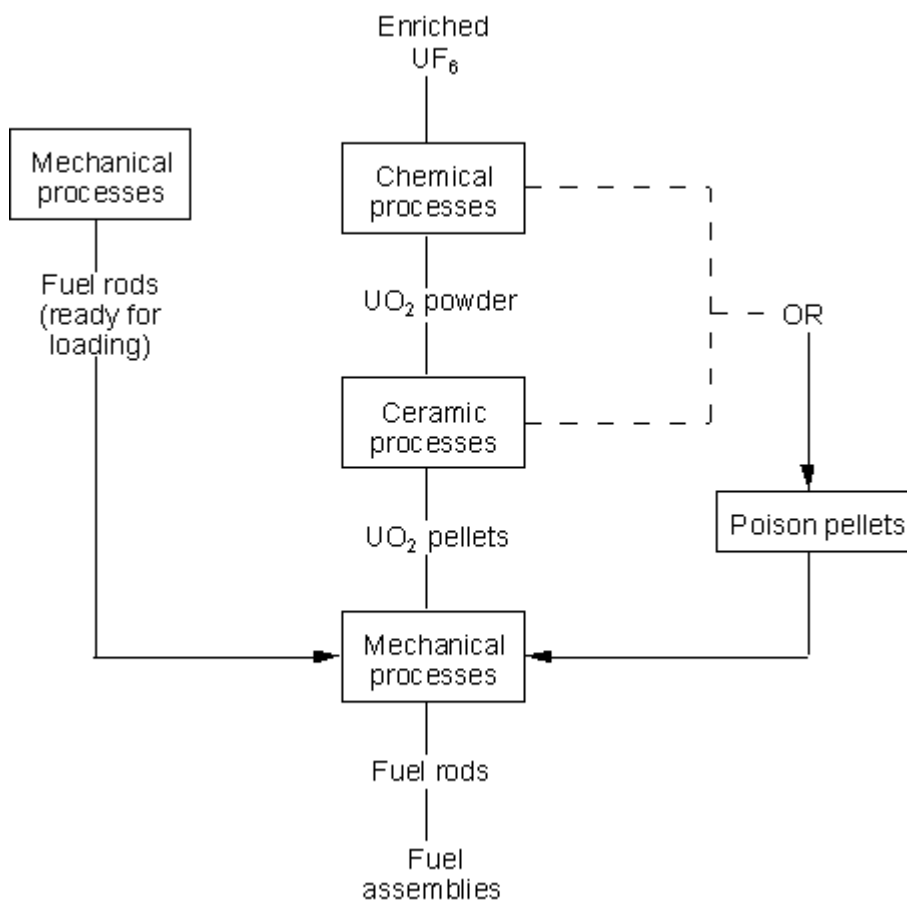 Enriched
UF₆
Mechanical
processes
Chemical
processes
Fuel rods
(ready for
loading)
UO₂ powder
OR
Ceramic
processes
Poison pellets
UO₂ pellets
Mechanical
processes
Fuel rods
Fuel
assemblies